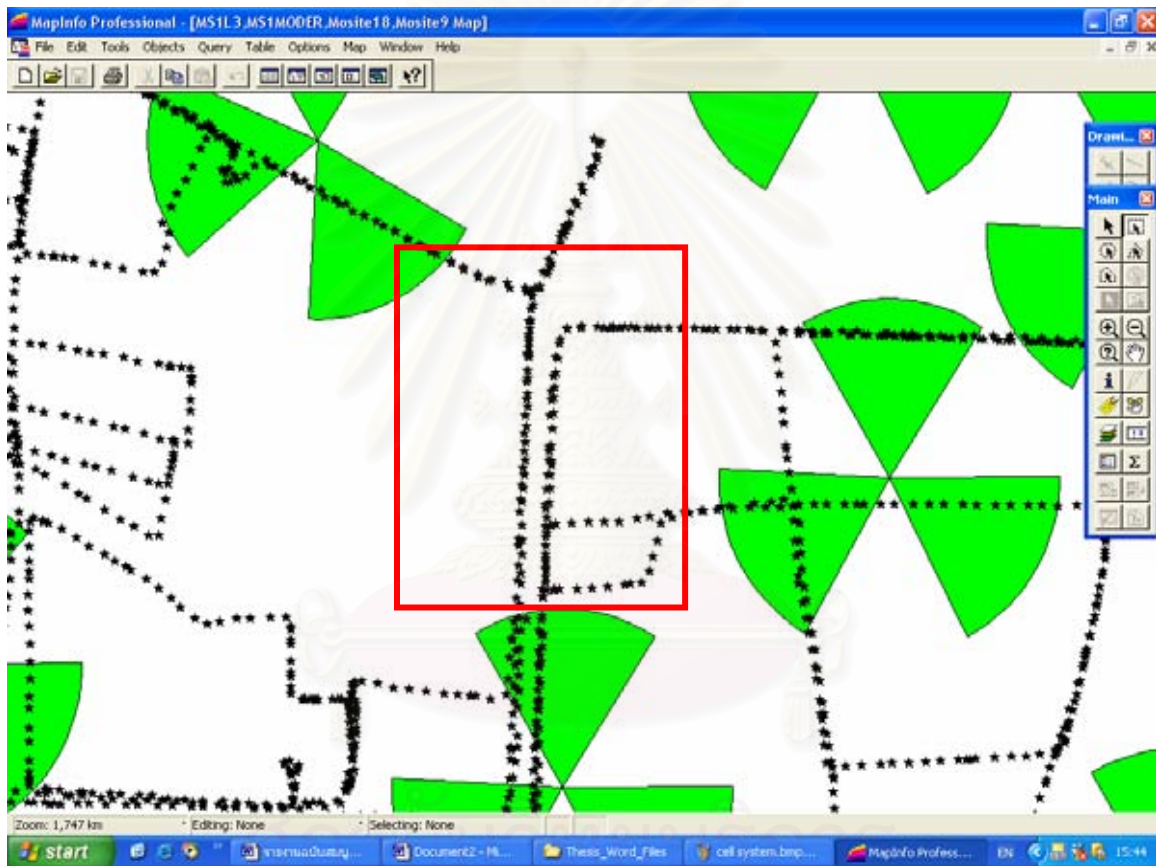 MapInfo Professional - [MS1L3,MS1MODER,Mosite18,Mosite9 Map]
File Edit Tools Objects Query Table Options Map Window Help
Drawi...
Main
Zoom: 1,747 km Editing: None Selecting: None
start Document2 - Mi... Thesis_Word_Files cell system.bmp... MapInfo Profess... EN 15:44